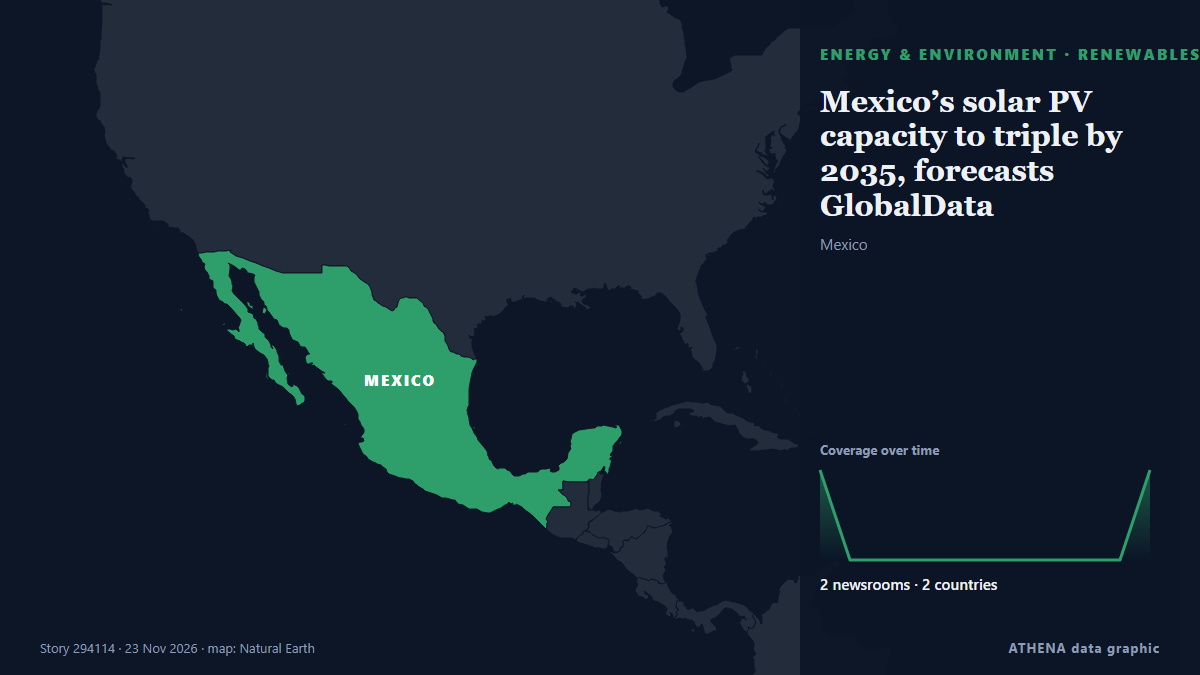 ENERGY & ENVIRONMENT · RENEWABLES
Mexico’s solar PV
capacity to triple by
2035, forecasts
GlobalData
Mexico
MEXICO
Coverage over time
2 newsrooms · 2 countries
Story 294114 · 23 Nov 2026 · map: Natural Earth
ATHENA data graphic